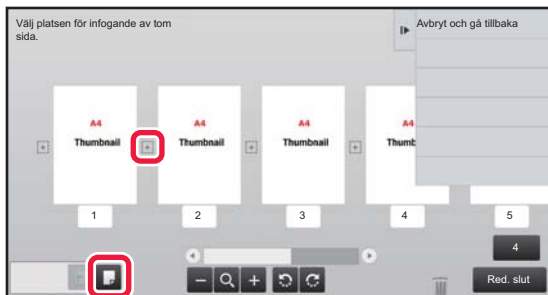 Välj platsen för infogande av tom
sida.
Avbryt och gå tillbaka
A4
Thumbnail
A4
Thumbnail
A4
Thumbnail
A4
Thumb
1
2
3
4
5
4
Red. slut